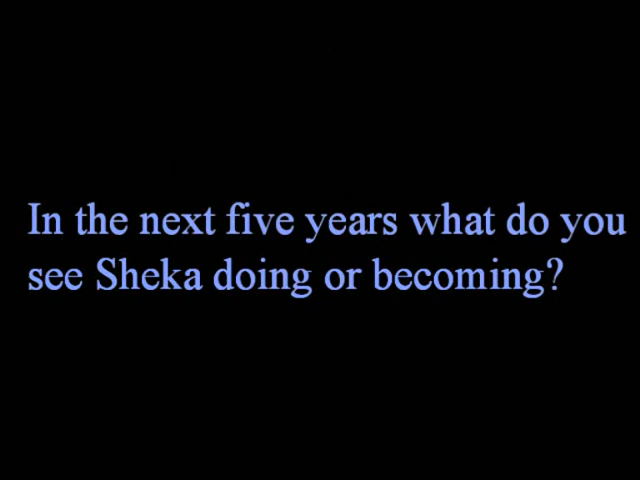 In the next five years what do you
see Sheka doing or becoming?